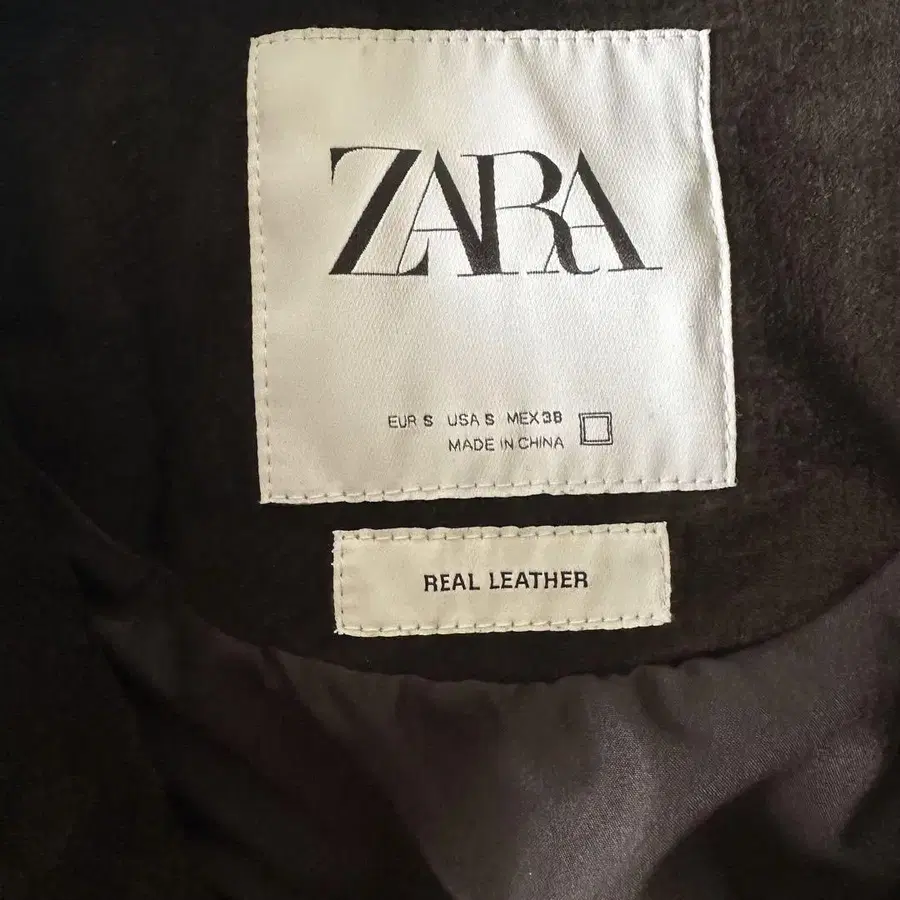 ZARA
EUR S USA S MEX 38
MADE IN CHINA
REAL LEATHER